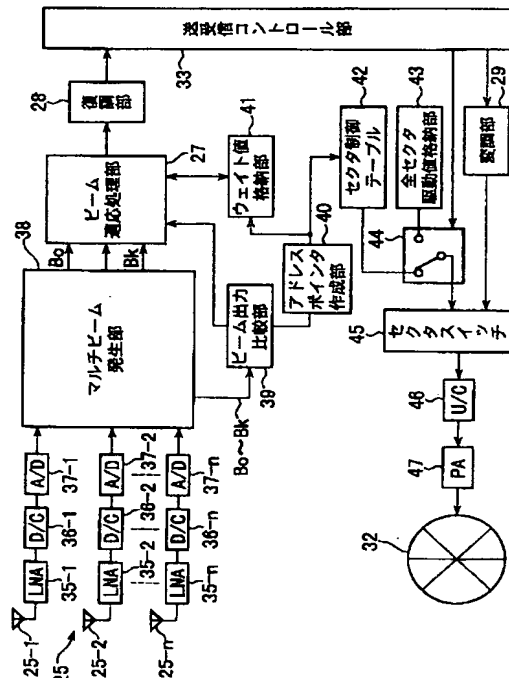 25-1
25
25-2
25-n
LNA
35-1
LNA
35-2
LNA
35-n
D/C
36-1
D/C
36-2
D/C
36-n
A/D
37-1
A/D
37-2
A/D
37-n
マルチビーム
発生部
38
Bo
Bk
Bo~Bk
ビーム
適応処理部
27
復調部
28
送受信コントロール部
33
ビーム出力
比較部
39
アドレス
ポインタ
作成部
40
ウェイト値
格納部
41
セクタ制御
テーブル
42
全セクタ
駆動値格納部
43
44
変調部
29
セクタスイッチ
45
U/C
46
PA
47
32